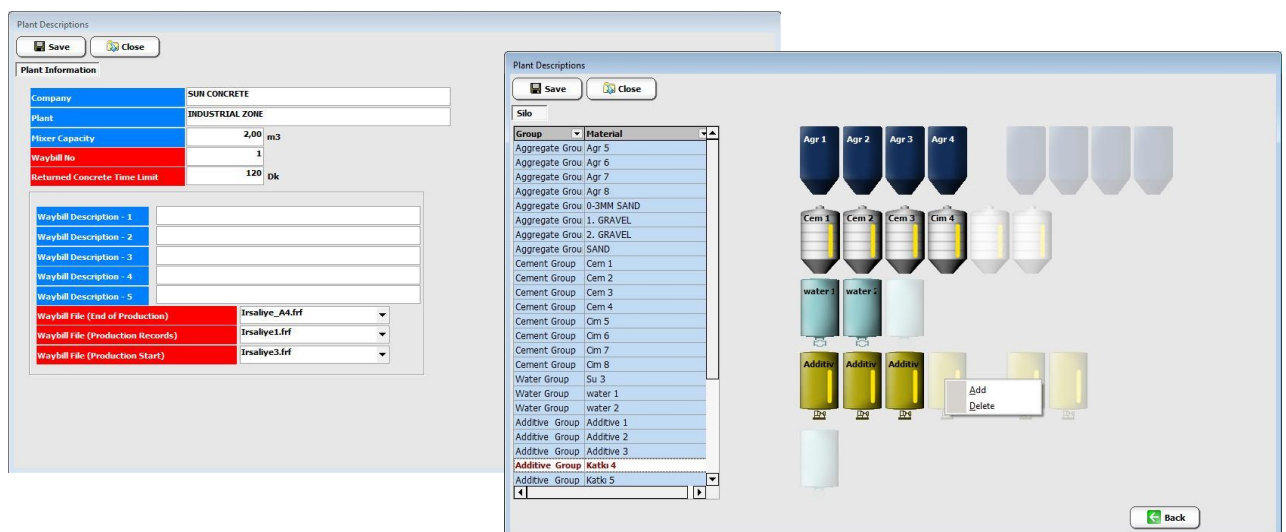 Plant Descriptions
Save Close
Plant Information
Company SUN CONCRETE
Plant INDUSTRIAL ZONE
Mixer Capacity 2,00 m3
Waybill No 1
Returned Concrete Time Limit 120 Dk
Waybill Description - 1
Waybill Description - 2
Waybill Description - 3
Waybill Description - 4
Waybill Description - 5
Waybill File (End of Production) Irsaliye_A4.frf
Waybill File (Production Records) Irsaliye1.frf
Waybill File (Production Start) Irsaliye3.frf
Plant Descriptions
Save Close
Silo
Group Material
Aggregate Grou Agr 5
Aggregate Grou Agr 6
Aggregate Grou Agr 7
Aggregate Grou Agr 8
Aggregate Grou 0-3MM SAND
Aggregate Grou 1. GRAVEL
Aggregate Grou 2. GRAVEL
Aggregate Grou SAND
Cement Group Cem 1
Cement Group Cem 2
Cement Group Cem 3
Cement Group Cem 4
Cement Group Cim 5
Cement Group Cim 6
Cement Group Cim 7
Cement Group Cim 8
Water Group Su 3
Water Group water 1
Water Group water 2
Additive Group Additive 1
Additive Group Additive 2
Additive Group Additive 3
Additive Group Katkı 4
Additive Group Katkı 5
Agr 1 Agr 2 Agr 3 Agr 4
Cem 1 Cem 2 Cem 3 Cim 4
water 1 water 2
Additiv Additiv Additiv
Add
Delete
Back